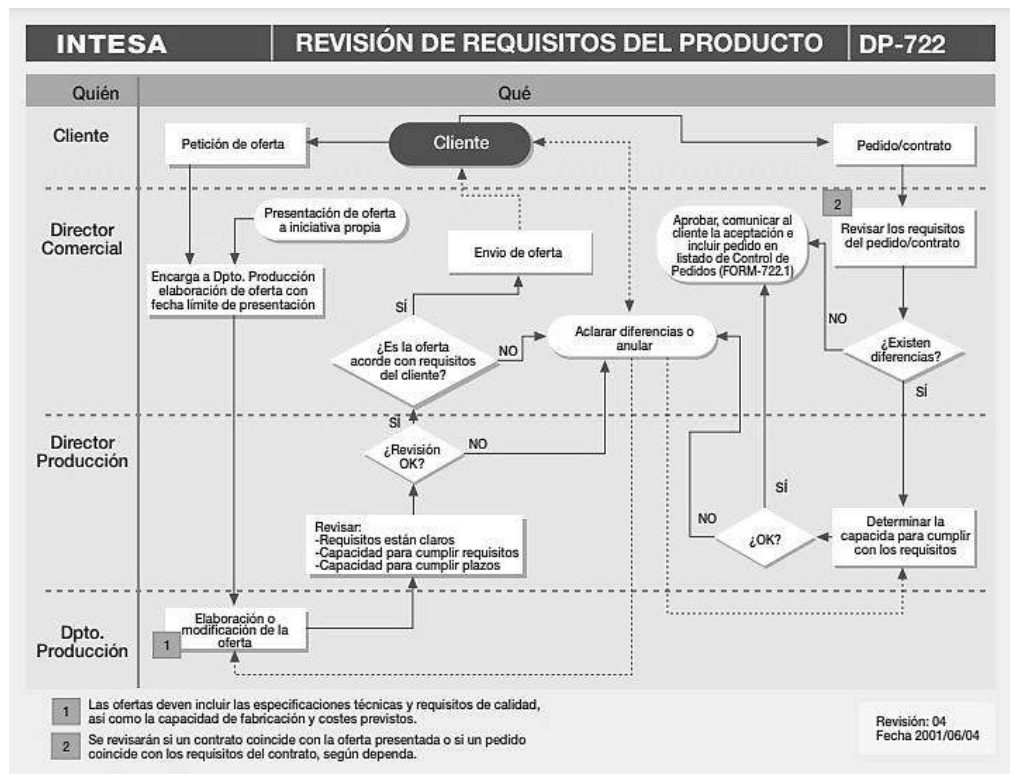 INTESA
REVISIÓN DE REQUISITOS DEL PRODUCTO
DP-722
Quién
Qué
Cliente
Petición de oferta
Cliente
Pedido/contrato
Director
Comercial
Presentación de oferta
a iniciativa propia
Encarga a Dpto. Producción
elaboración de oferta con
fecha límite de presentación
Envio de oferta
SÍ
¿Es la oferta
acorde con requisitos
del cliente?
NO
Aclarar diferencias o
anular
Aprobar, comunicar al
cliente la aceptación e
incluir pedido en
listado de Control de
Pedidos (FORM-722.1)
2
Revisar los requisitos
del pedido/contrato
NO
¿Existen
diferencias?
SÍ
Director
Producción
SÍ
¿Revisión
OK?
NO
Revisar:
-Requisitos están claros
-Capacidad para cumplir requisitos
-Capacidad para cumplir plazos
NO
SÍ
¿OK?
Determinar la
capacida para cumplir
con los requisitos
Dpto.
Producción
Elaboración o
modificación de la
oferta
1
1 Las ofertas deven incluir las especificaciones técnicas y requisitos de calidad,
así como la capacidad de fabricación y costes previstos.
2 Se revisarán si un contrato coincide con la oferta presentada o si un pedido
coincide con los requisitos del contrato, según dependa.
Revisión: 04
Fecha 2001/06/04